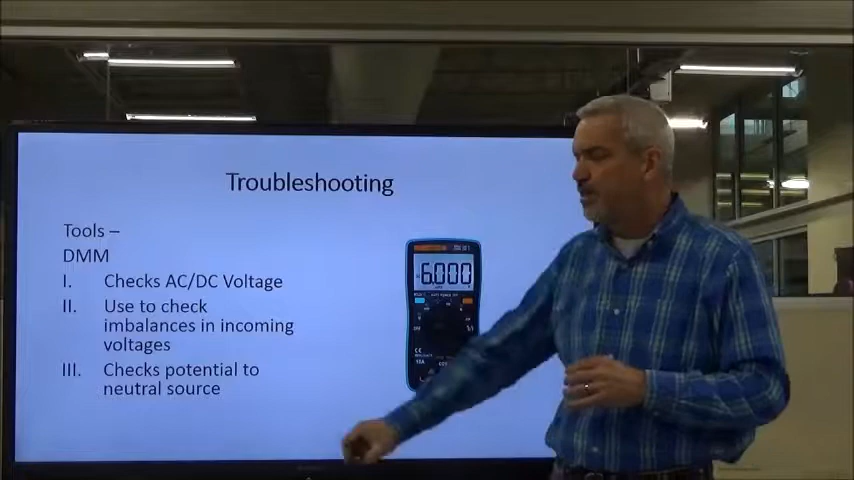 Troubleshooting
Tools –
DMM
I. Checks AC/DC Voltage
II. Use to check
imbalances in incoming
voltages
III. Checks potential to
neutral source
6.000